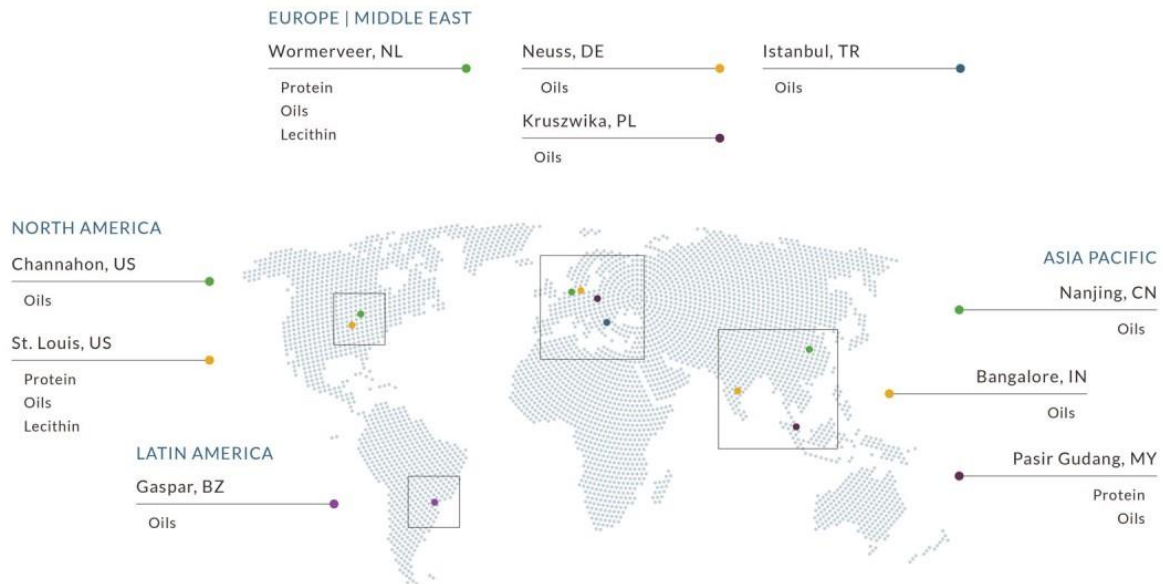 EUROPE | MIDDLE EAST
Wormerveer, NL
Protein
Oils
Lecithin
Neuss, DE
Oils
Kruszwika, PL
Oils
Istanbul, TR
Oils
NORTH AMERICA
Channahon, US
Oils
St. Louis, US
Protein
Oils
Lecithin
LATIN AMERICA
Gaspar, BZ
Oils
ASIA PACIFIC
Nanjing, CN
Oils
Bangalore, IN
Oils
Pasir Gudang, MY
Protein
Oils